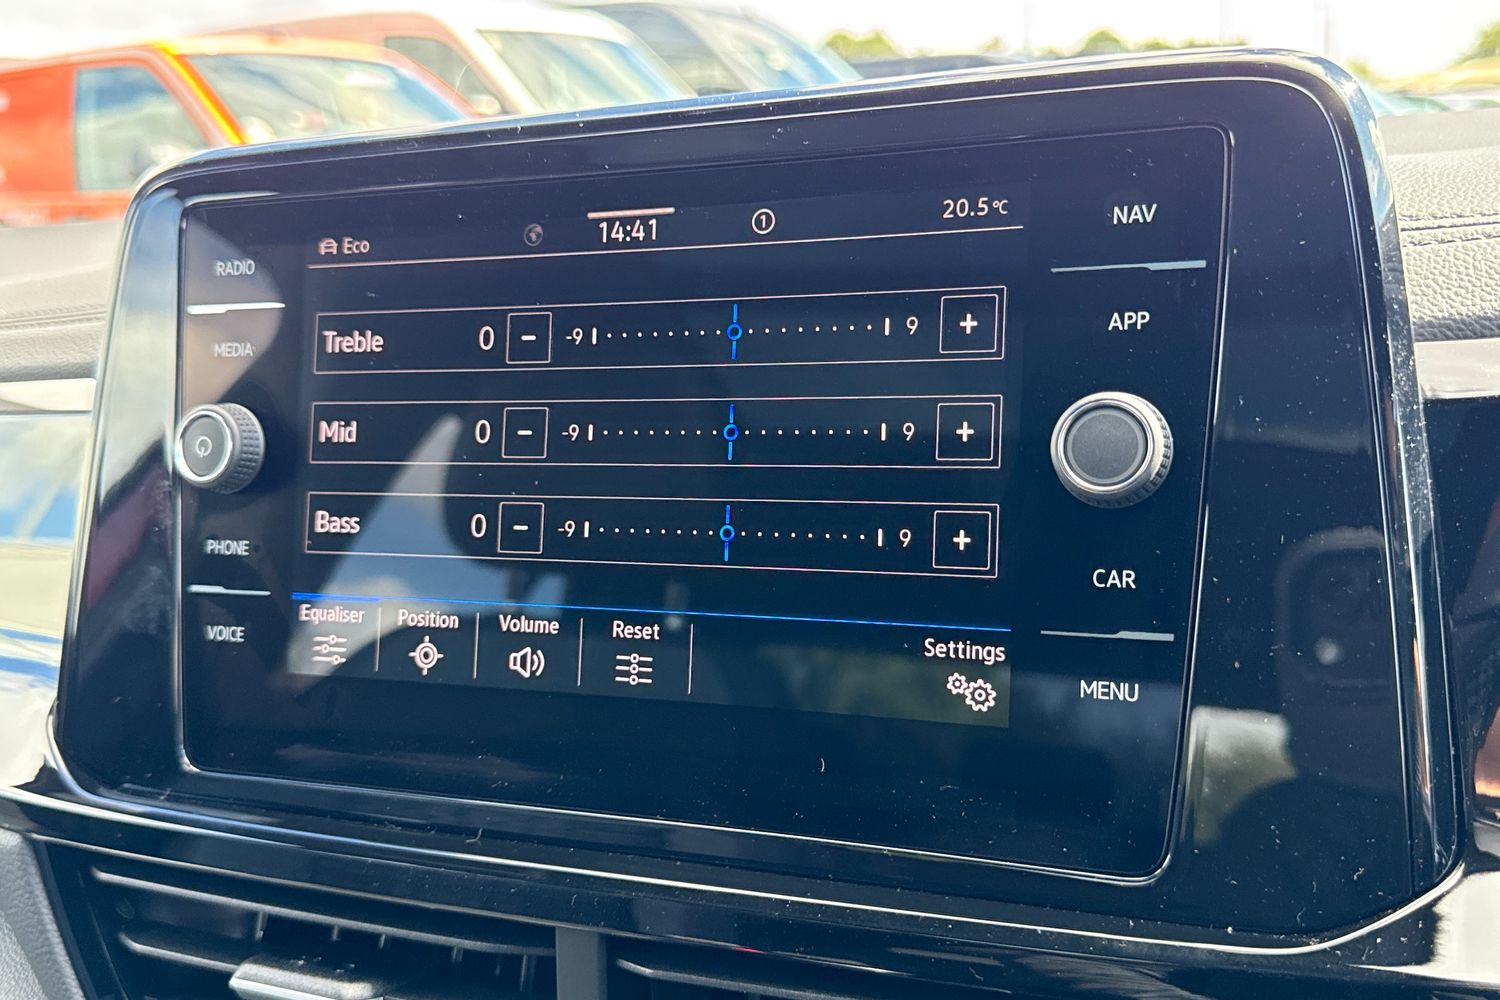 Eco 14:41 1 20.5°C
RADIO
MEDIA
PHONE
VOICE
Treble 0 - -9 9 +
Mid 0 - -9 9 +
Bass 0 - -9 9 +
Equaliser Position Volume Reset Settings
NAV
APP
CAR
MENU